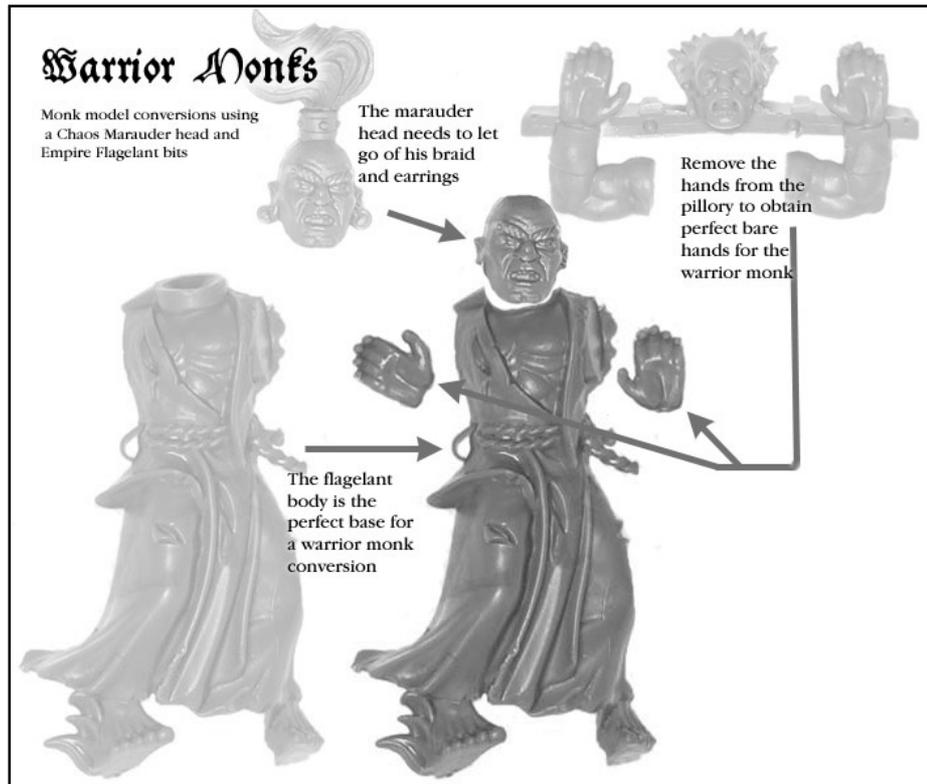 Warrior Monks
Monk model conversions using
a Chaos Marauder head and
Empire Flagelant bits
The marauder
head needs to let
go of his braid
and earrings
Remove the
hands from the
pillory to obtain
perfect bare
hands for the
warrior monk
The flagelant
body is the
perfect base for
a warrior monk
conversion